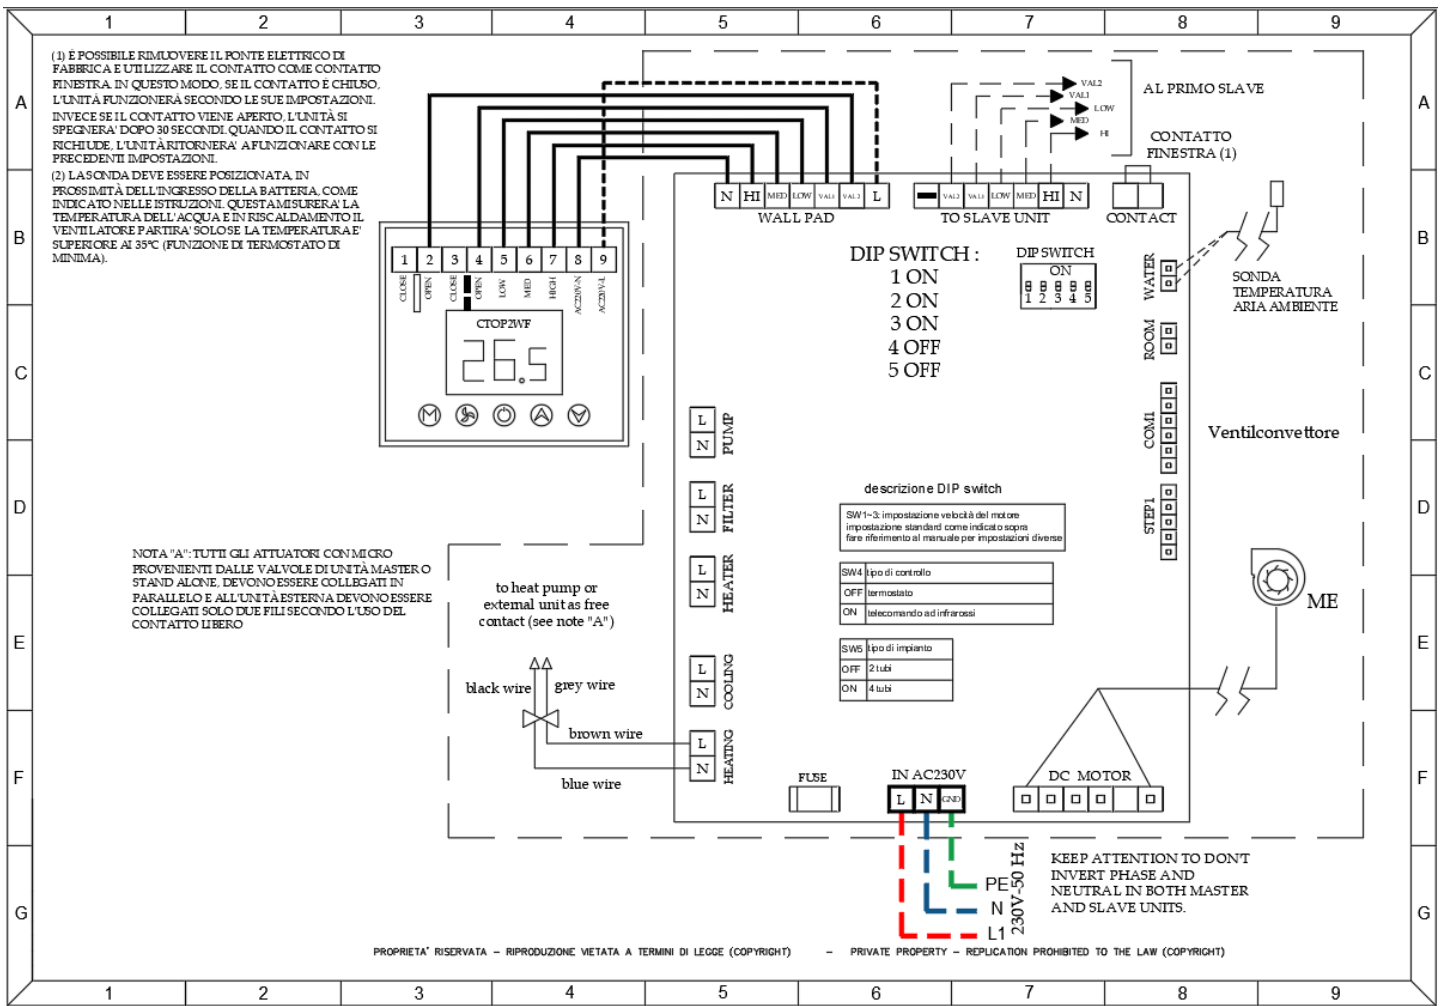 1 2 3 4 5 6 7 8 9
A
B
C
D
E
F
G
(1) È POSSIBILE RIMUOVERE IL PONTE ELETTRICO DI
FABBRICA E UTILIZZARE IL CONTATTO COME CONTATTO
FINESTRA. IN QUESTO MODO, SE IL CONTATTO È CHIUSO,
L'UNITÀ FUNZIONERÀ SECONDO LE SUE IMPOSTAZIONI.
INVECE SE IL CONTATTO VIENE APERTO, L'UNITÀ SI
SPEGNERA' DOPO 30 SECONDI. QUANDO IL CONTATTO SI
RICHIUDE, L'UNITÀ RITORNERA' A FUNZIONARE CON LE
PRECEDENTI IMPOSTAZIONI.
(2) LA SONDA DEVE ESSERE POSIZIONATA, IN
PROSSIMITÀ DELL'INGRESSO DELLA BATTERIA, COME
INDICATO NELLE ISTRUZIONI. QUESTA MISURERA' LA
TEMPERATURA DELL'ACQUA E IN RISCALDAMENTO IL
VENTILATORE PARTIRA' SOLO SE LA TEMPERATURA E'
SUPERIORE AI 35°C (FUNZIONE DI TERMOSTATO DI
MINIMA).
VAL2
VAL1
LOW
MED
HI
AL PRIMO SLAVE
CONTATTO
FINESTRA (1)
N HI MED LOW VAL1 VAL2 L
WALL PAD
VAL2 VAL1 LOW MED HI N
TO SLAVE UNIT
CONTACT
1 2 3 4 5 6 7 8 9
CLOSE
OPEN
CLOSE
OPEN
LOW
MED
HIGH
AC220V-N
AC220V-L
CTOP2WF
26.5
M
DIP SWITCH :
1 ON
2 ON
3 ON
4 OFF
5 OFF
DIP SWITCH
ON
1 2 3 4 5
WATER
SONDA
TEMPERATURA
ARIA AMBIENTE
ROOM
COM1
STEP1
Ventilconvettore
L
N
PUMP
L
N
FILTER
L
N
HEATER
L
N
COOLING
L
N
HEATING
descrizione DIP switch
SW1~3: impostazione velocità del motore
impostazione standard come indicato sopra
fare riferimento al manuale per impostazioni diverse
SW4 tipo di controllo
OFF termostato
ON telecomando ad infrarossi
SW5 tipo di impianto
OFF 2 tubi
ON 4 tubi
NOTA "A": TUTTI GLI ATTUATORI CON MICRO
PROVENIENTI DALLE VALVOLE DI UNITÀ MASTER O
STAND ALONE, DEVONO ESSERE COLLEGATI IN
PARALLELO E ALL'UNITÀ ESTERNA DEVONO ESSERE
COLLEGATI SOLO DUE FILI SECONDO L'USO DEL
CONTATTO LIBERO
to heat pump or
external unit as free
contact (see note "A")
black wire
grey wire
brown wire
blue wire
ME
FUSE
IN AC230V
L N GND
DC MOTOR
PE
N
L1
230V-50 Hz
KEEP ATTENTION TO DON'T
INVERT PHASE AND
NEUTRAL IN BOTH MASTER
AND SLAVE UNITS.
PROPRIETA' RISERVATA - RIPRODUZIONE VIETATA A TERMINI DI LEGGE (COPYRIGHT) - PRIVATE PROPERTY - REPLICATION PROHIBITED TO THE LAW (COPYRIGHT)
A
B
C
D
E
F
G
1 2 3 4 5 6 7 8 9